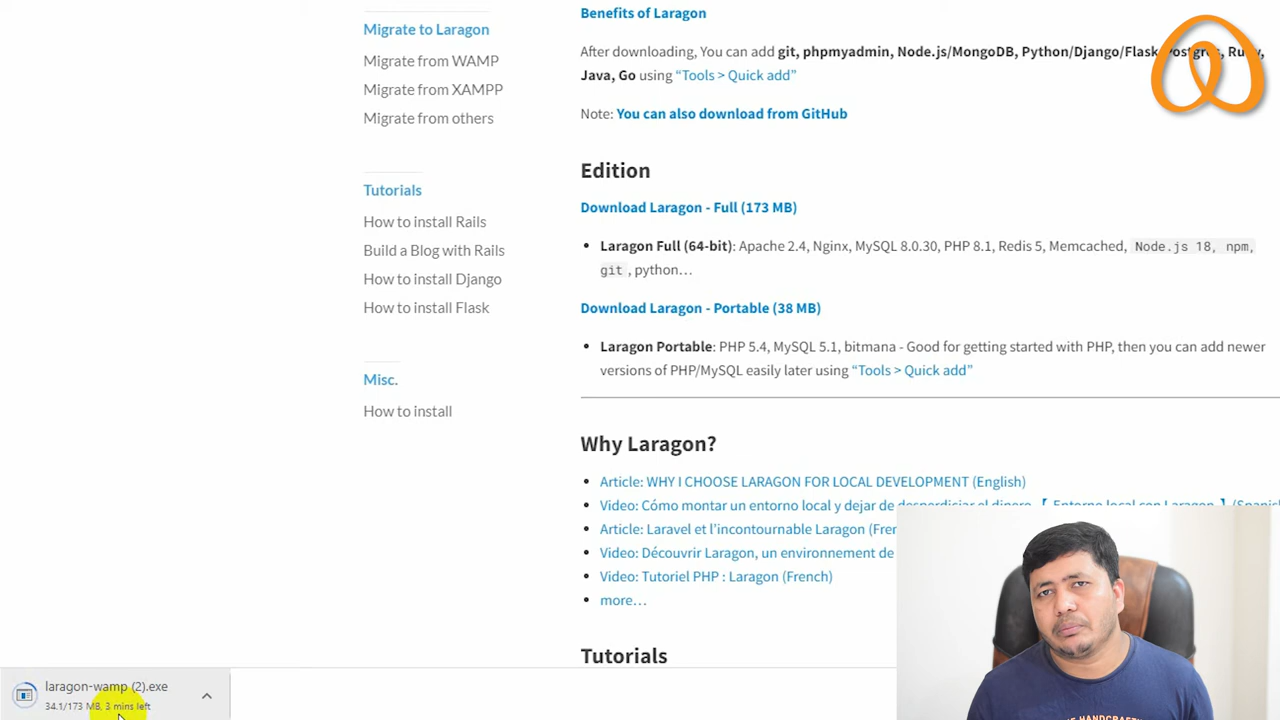 Migrate to Laragon
Migrate from WAMP
Migrate from XAMPP
Migrate from others
Tutorials
How to install Rails
Build a Blog with Rails
How to install Django
How to install Flask
Misc.
How to install
Benefits of Laragon
After downloading, You can add git, phpmyadmin, Node.js/MongoDB, Python/Django/Flask, Postgres, Ruby,
Java, Go using “Tools > Quick add”
Note: You can also download from GitHub
Edition
Download Laragon - Full (173 MB)
• Laragon Full (64-bit): Apache 2.4, Nginx, MySQL 8.0.30, PHP 8.1, Redis 5, Memcached, Node.js 18, npm,
git, python…
Download Laragon - Portable (38 MB)
• Laragon Portable: PHP 5.4, MySQL 5.1, bitmana - Good for getting started with PHP, then you can add newer
versions of PHP/MySQL easily later using “Tools > Quick add”
Why Laragon?
• Article: WHY I CHOOSE LARAGON FOR LOCAL DEVELOPMENT (English)
• Video: Cómo montar un entorno local y dejar de desperdiciar el dinero 【 Entorno local con Laragon 】(Spanis
• Article: Laravel et l’incontournable Laragon (Fren
• Video: Découvrir Laragon, un environnement de
• Video: Tutoriel PHP : Laragon (French)
• more…
Tutorials
laragon-wamp (2).exe
34.1/173 MB, 3 mins left